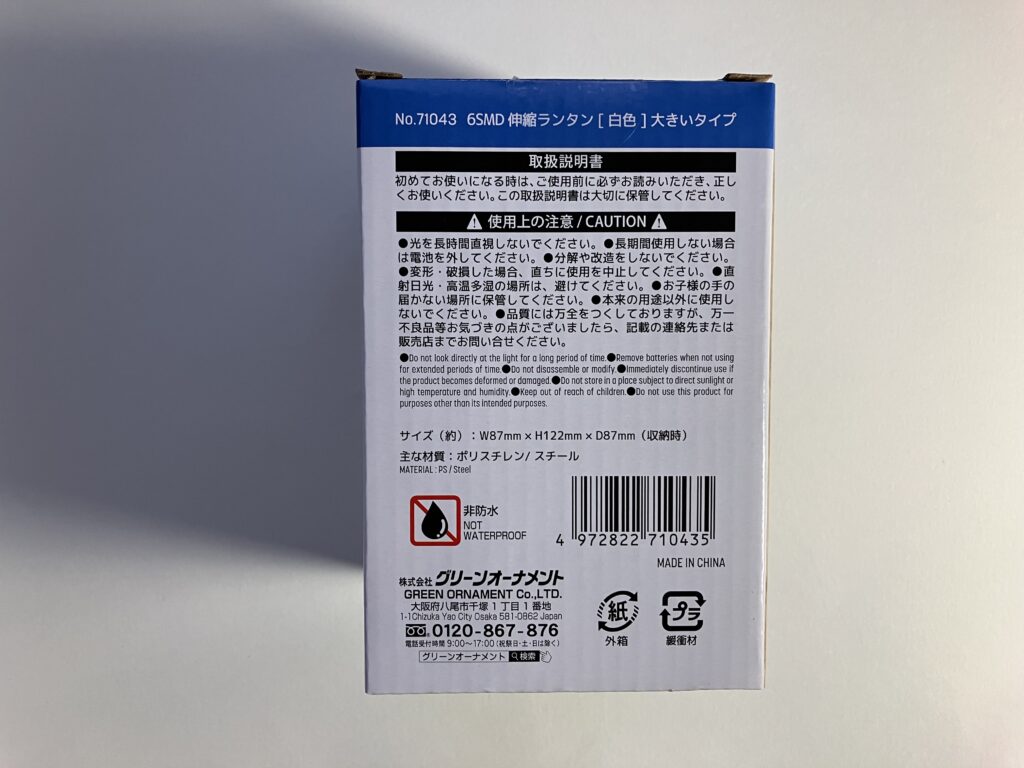 No.71043 6SMD 伸縮ランタン [ 白色 ] 大きいタイプ
取扱説明書
初めてお使いになる時は、ご使用前に必ずお読みいただき、正し
くお使いください。この取扱説明書は大切に保管してください。
使用上の注意 / CAUTION
●光を長時間直視しないでください。●長期間使用しない場合
は電池を外してください。●分解や改造をしないでください。
●変形・破損した場合、直ちに使用を中止してください。●直
射日光・高温多湿の場所は、避けてください。●お子様の手の
届かない場所に保管してください。●本来の用途以外に使用し
ないでください。●品質には万全をつくしておりますが、万一
不良品等お気づきの点がございましたら、記載の連絡先または
販売店までお問い合せください。
●Do not look directly at the light for a long period of time.●Remove batteries when not using
for extended periods of time.●Do not disassemble or modify.●Immediately discontinue use if
the product becomes deformed or damaged.●Do not store in a place subject to direct sunlight or
high temperature and humidity.●Keep out of reach of children.●Do not use this product for
purposes other than its intended purposes.
サイズ（約）：W87mm × H122mm × D87mm（収納時）
主な材質：ポリスチレン/ スチール
MATERIAL : PS / Steel
非防水
NOT
WATERPROOF
4 972822 710435
MADE IN CHINA
株式会社 グリーンオーナメント
GREEN ORNAMENT Co.,LTD.
大阪府八尾市千塚 1 丁目 1 番地
1-1Chizuka Yao City Osaka 581-0862 Japan
0120-867-876
電話受付時間 9:00～17:00 (祝祭日・土・日は除く)
グリーンオーナメント 検索
紙
外箱
プラ
緩衝材